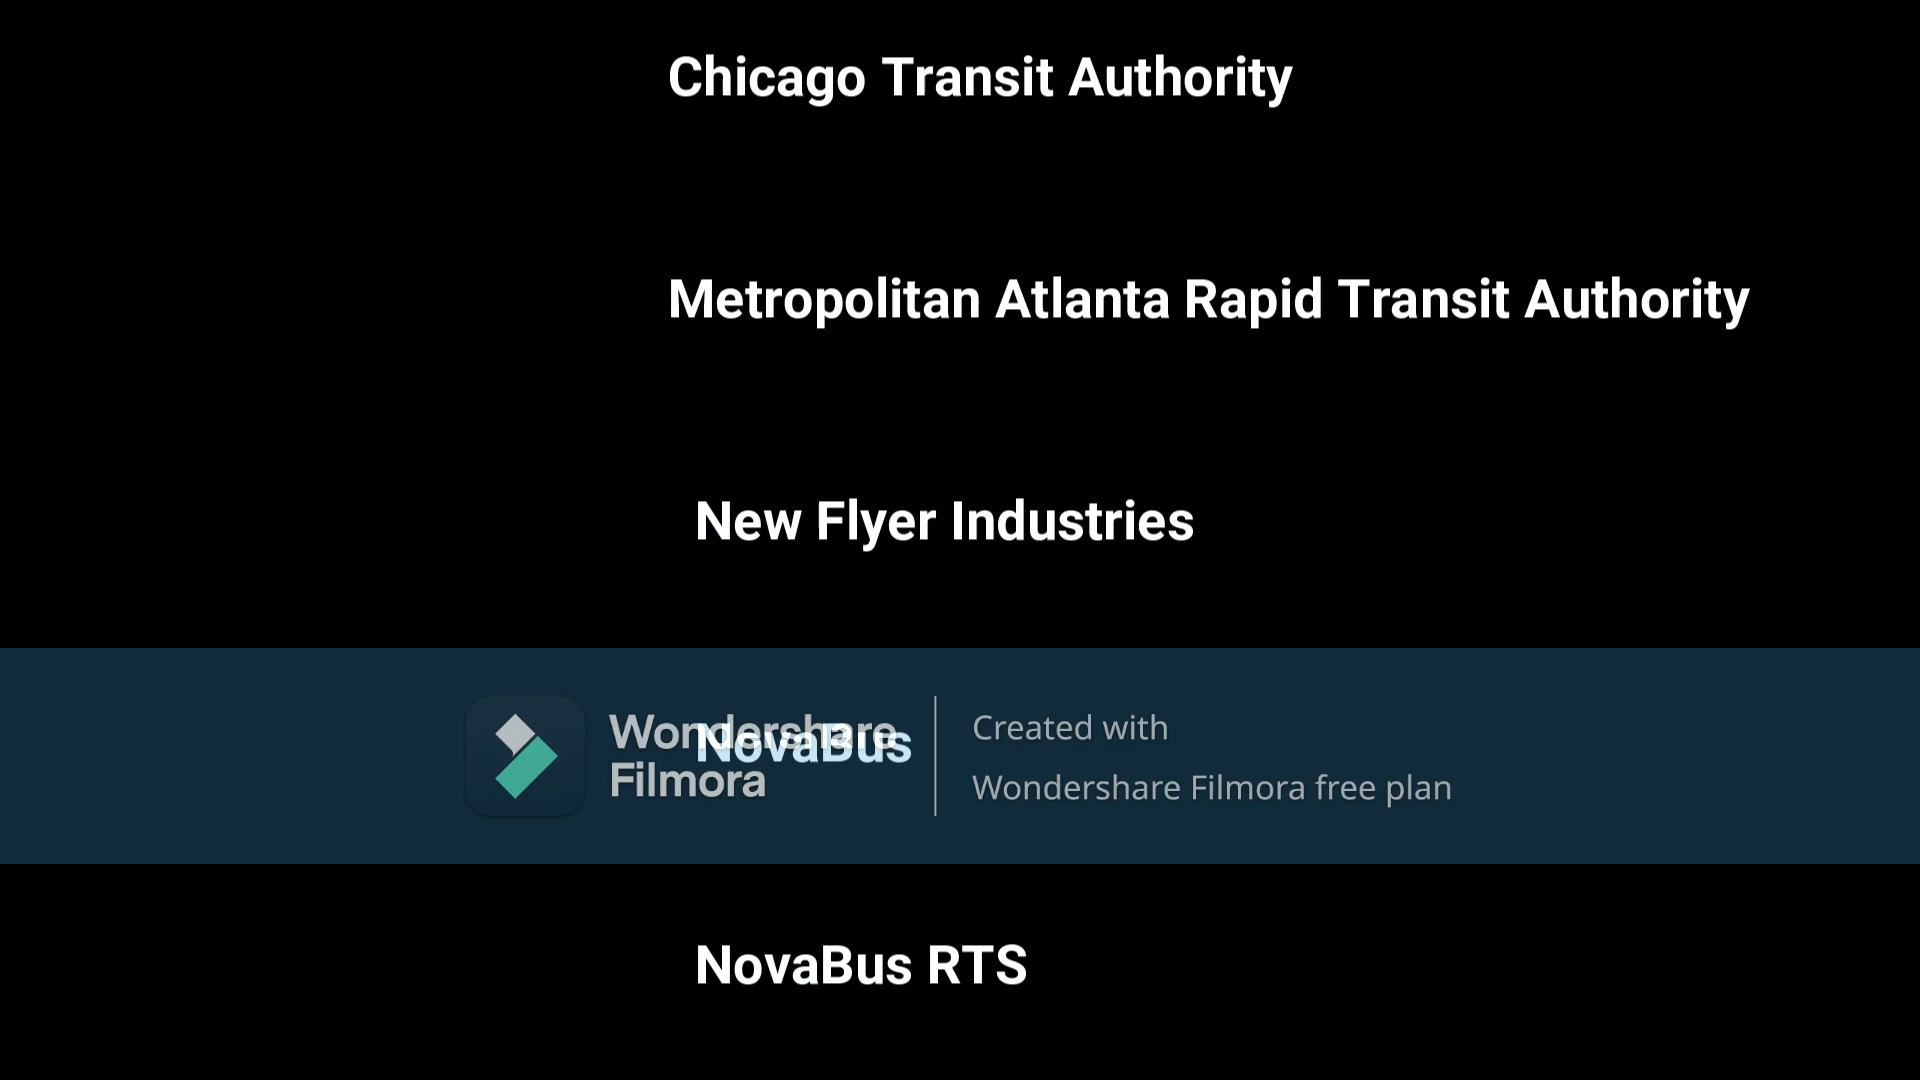 Chicago Transit Authority
Metropolitan Atlanta Rapid Transit Authority
New Flyer Industries
Wondershare
Filmora
NovaBus
Created with
Wondershare Filmora free plan
NovaBus RTS